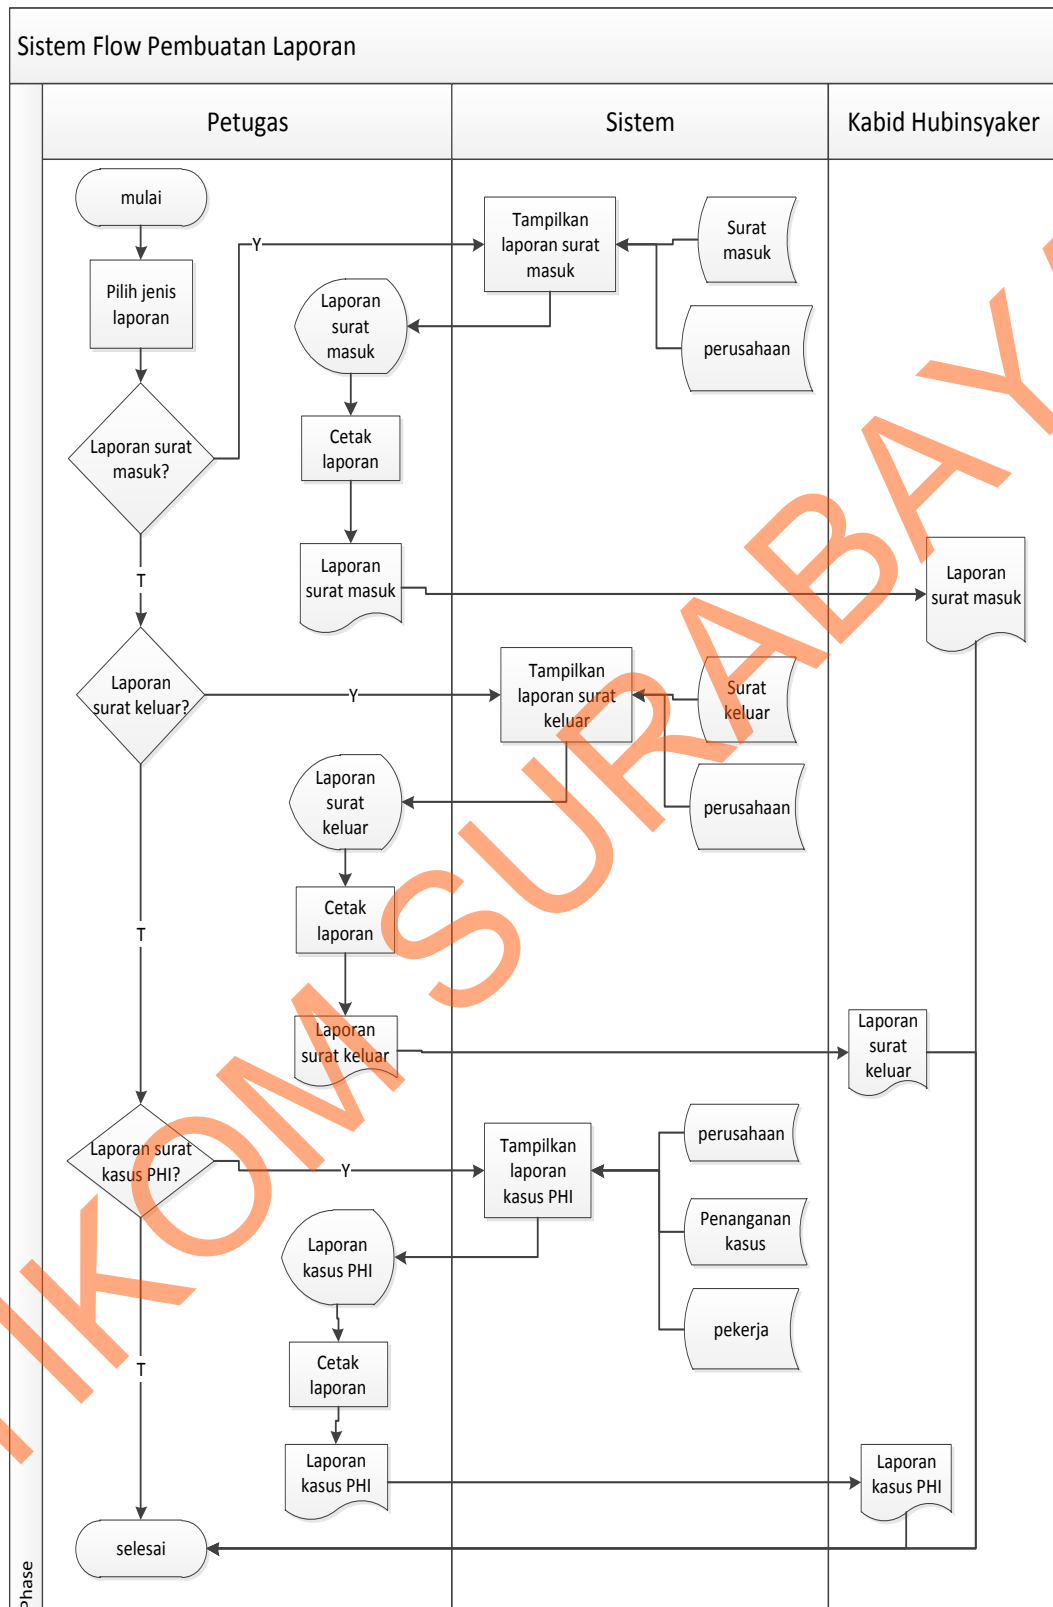 Sistem Flow Pembuatan Laporan
Petugas
Sistem
Kabid Hubinsyaker
mulai
Pilih jenis
laporan
Laporan surat
masuk?
Y
Tampilkan
laporan surat
masuk
Surat
masuk
perusahaan
Laporan
surat
masuk
Cetak
laporan
Laporan
surat masuk
Laporan
surat masuk
T
Laporan
surat keluar?
Y
Tampilkan
laporan surat
keluar
Surat
keluar
perusahaan
Laporan
surat
keluar
Cetak
laporan
Laporan
surat keluar
Laporan
surat
keluar
T
Laporan surat
kasus PHI?
Y
Tampilkan
laporan
kasus PHI
perusahaan
Penanganan
kasus
pekerja
Laporan
kasus PHI
Cetak
laporan
Laporan
kasus PHI
Laporan
kasus PHI
T
selesai
Phase
IKOM SURABAYA